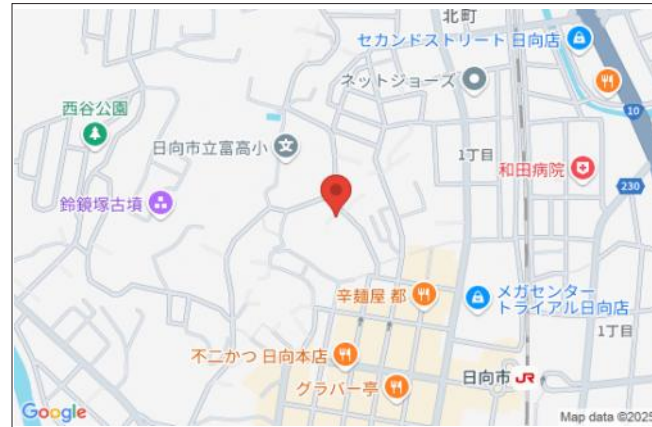 北町
セカンドストリート 日向店
ネットジョーズ
10
西谷公園
日向市立富高小
1丁目
和田病院
230
鈴鏡塚古墳
辛麺屋 都
メガセンター
トライアル日向店
1丁目
不二かつ 日向本店
日向市 JR
グラバー亭
Google
Map data ©2025